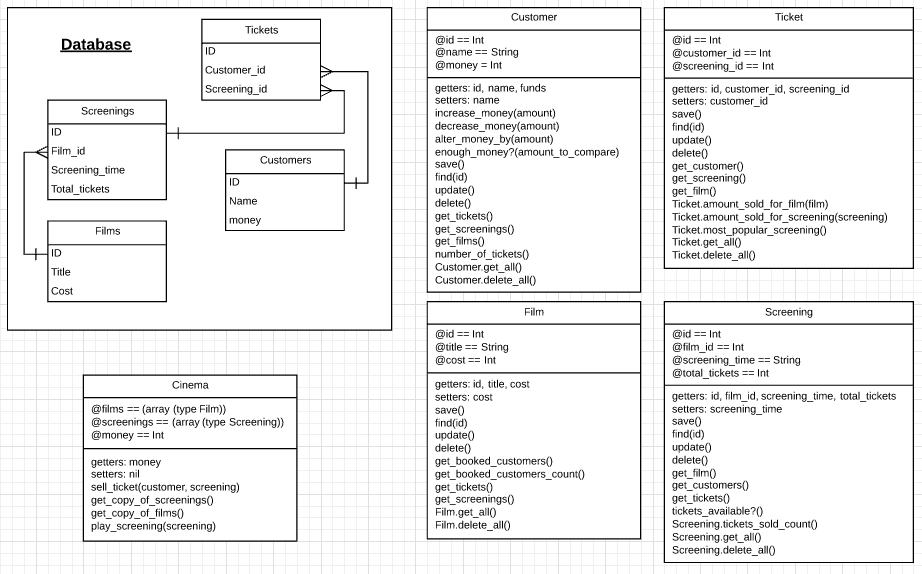 Database
Tickets
ID
Customer_id
Screening_id
Screenings
ID
Film_id
Screening_time
Total_tickets
Customers
ID
Name
money
Films
ID
Title
Cost
Customer
@id == Int
@name == String
@money = Int
getters: id, name, funds
setters: name
increase_money(amount)
decrease_money(amount)
alter_money_by(amount)
enough_money?(amount_to_compare)
save()
find(id)
update()
delete()
get_tickets()
get_screenings()
get_films()
number_of_tickets()
Customer.get_all()
Customer.delete_all()
Ticket
@id == Int
@customer_id == Int
@screening_id == Int
getters: id, customer_id, screening_id
setters: customer_id
save()
find(id)
update()
delete()
get_customer()
get_screening()
get_film()
Ticket.amount_sold_for_film(film)
Ticket.amount_sold_for_screening(screening)
Ticket.most_popular_screening()
Ticket.get_all()
Ticket.delete_all()
Cinema
@films == (array (type Film))
@screenings == (array (type Screening))
@money == Int
getters: money
setters: nil
sell_ticket(customer, screening)
get_copy_of_screenings()
get_copy_of_films()
play_screening(screening)
Film
@id == Int
@title == String
@cost == Int
getters: id, title, cost
setters: cost
save()
find(id)
update()
delete()
get_booked_customers()
get_booked_customers_count()
get_tickets()
get_screenings()
Film.get_all()
Film.delete_all()
Screening
@id == Int
@film_id == Int
@screening_time == String
@total_tickets == Int
getters: id, film_id, screening_time, total_tickets
setters: screening_time
save()
find(id)
update()
delete()
get_film()
get_customers()
get_tickets()
tickets_available?()
Screening.tickets_sold_count()
Screening.get_all()
Screening.delete_all()